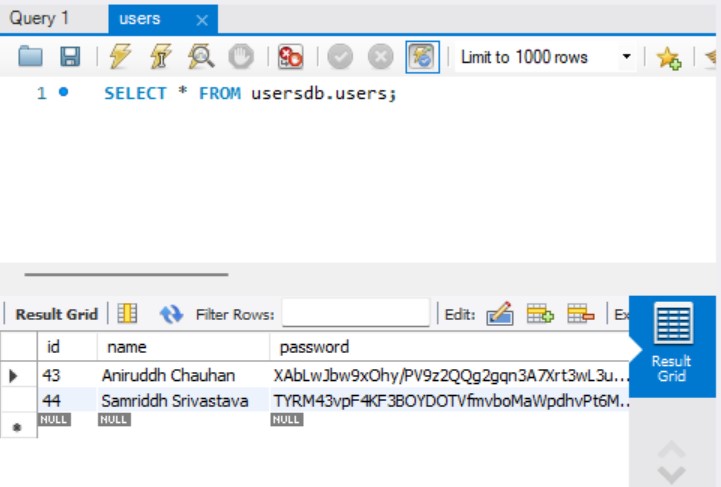 Query 1 users ×
Limit to 1000 rows
1 SELECT * FROM usersdb.users;
Result Grid Filter Rows: Edit: Ex
Result
Grid
id name password
43 Aniruddh Chauhan XAbLwJbw9xOhy/PV9z2QQg2gqn3A7Xrt3wL3u...
44 Samriddh Srivastava TYRM43vpF4KF3BOYDOTVfmvboMaWpdhvPt6M..
NULL NULL NULL